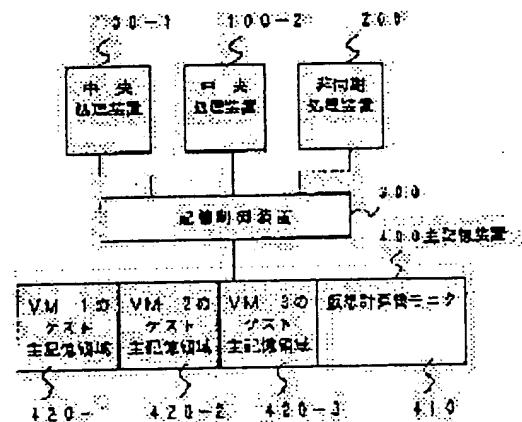 00-1 100-2 200
中央 中央 非同期
処理装置 処理装置 処理装置
300
記憶制御装置
400主記憶装置
VM 1の VM 2の VM 3の 仮想計算機モニタ
ゲスト ゲスト ゲスト
主記憶領域 主記憶領域 主記憶領域
420- 420-2 420-3 410